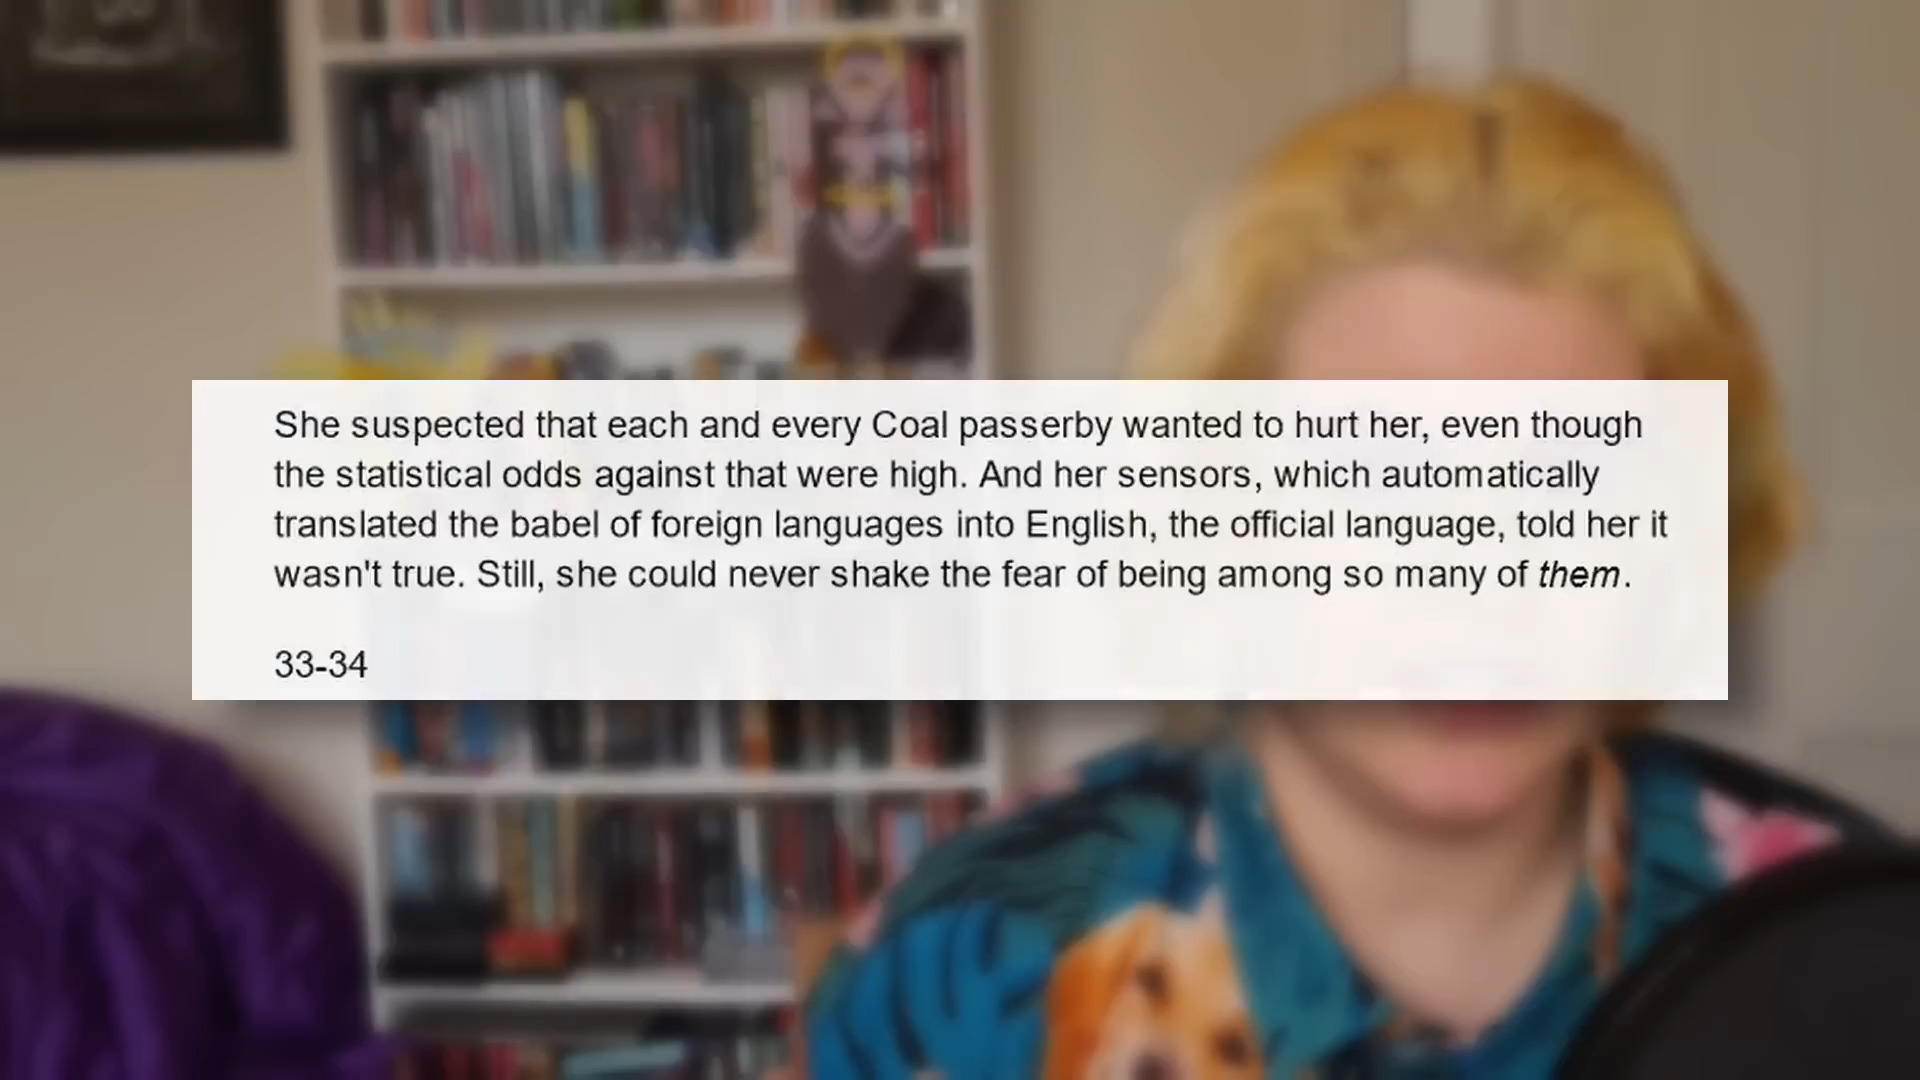 She suspected that each and every Coal passerby wanted to hurt her, even though
the statistical odds against that were high. And her sensors, which automatically
translated the babel of foreign languages into English, the official language, told her it
wasn't true. Still, she could never shake the fear of being among so many of them.
33-34